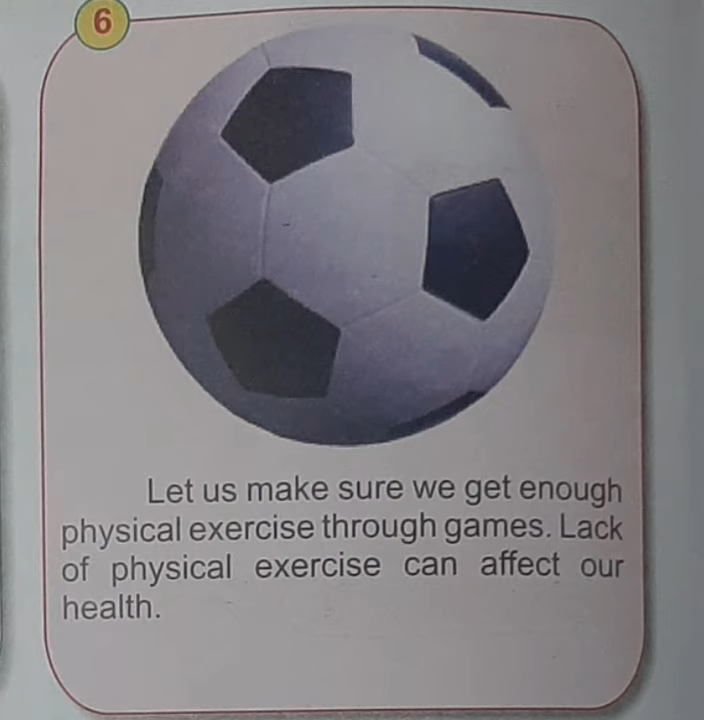 6
Let us make sure we get enough
physical exercise through games. Lack
of physical exercise can affect our
health.